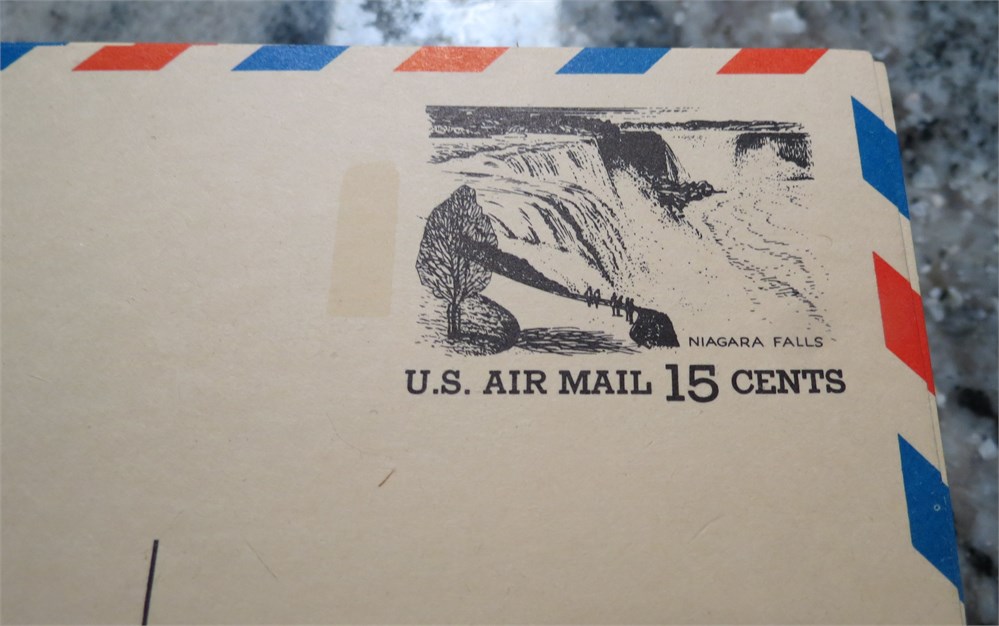 NIAGARA FALLS
U.S. AIR MAIL 15 CENTS